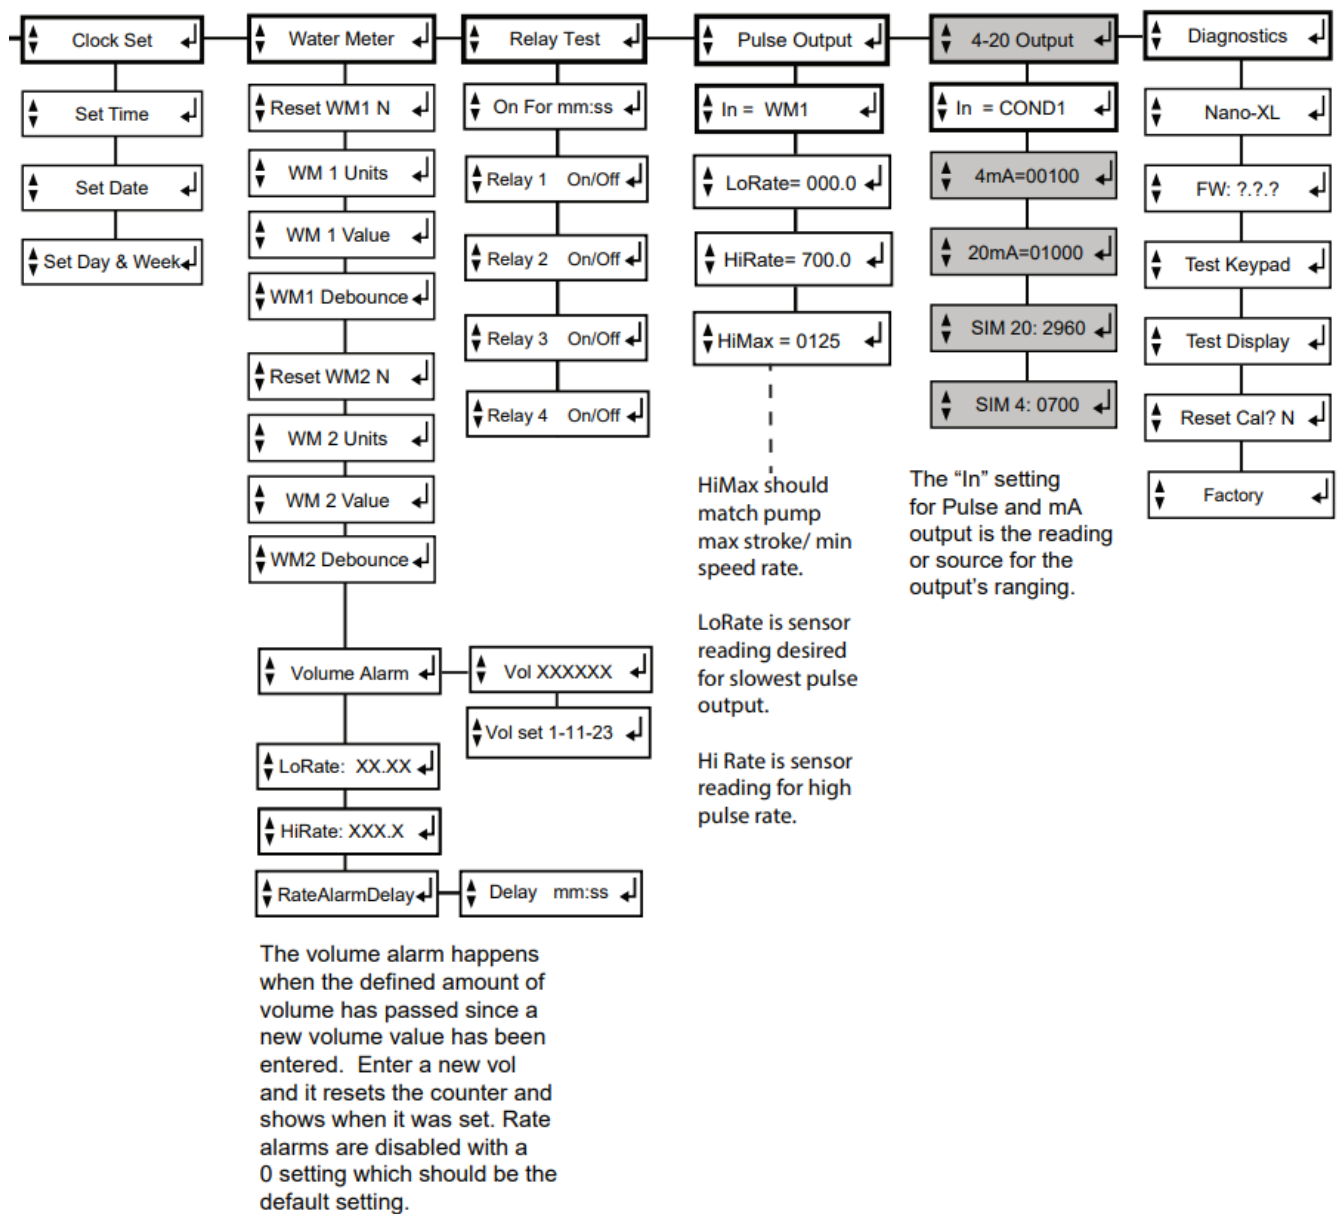 Clock Set
Set Time
Set Date
Set Day & Week
Water Meter
Reset WM1 N
WM 1 Units
WM 1 Value
WM1 Debounce
Reset WM2 N
WM 2 Units
WM 2 Value
WM2 Debounce
Volume Alarm
Vol XXXXXX
Vol set 1-11-23
LoRate: XX.XX
HiRate: XXX.X
RateAlarmDelay
Delay mm:ss
The volume alarm happens
when the defined amount of
volume has passed since a
new volume value has been
entered. Enter a new vol
and it resets the counter and
shows when it was set. Rate
alarms are disabled with a
0 setting which should be the
default setting.
Relay Test
On For mm:ss
Relay 1 On/Off
Relay 2 On/Off
Relay 3 On/Off
Relay 4 On/Off
Pulse Output
In = WM1
LoRate= 000.0
HiRate= 700.0
HiMax = 0125
HiMax should
match pump
max stroke/ min
speed rate.
LoRate is sensor
reading desired
for slowest pulse
output.
Hi Rate is sensor
reading for high
pulse rate.
4-20 Output
In = COND1
4mA=00100
20mA=01000
SIM 20: 2960
SIM 4: 0700
The “In” setting
for Pulse and mA
output is the reading
or source for the
output’s ranging.
Diagnostics
Nano-XL
FW: ?.?.?
Test Keypad
Test Display
Reset Cal? N
Factory